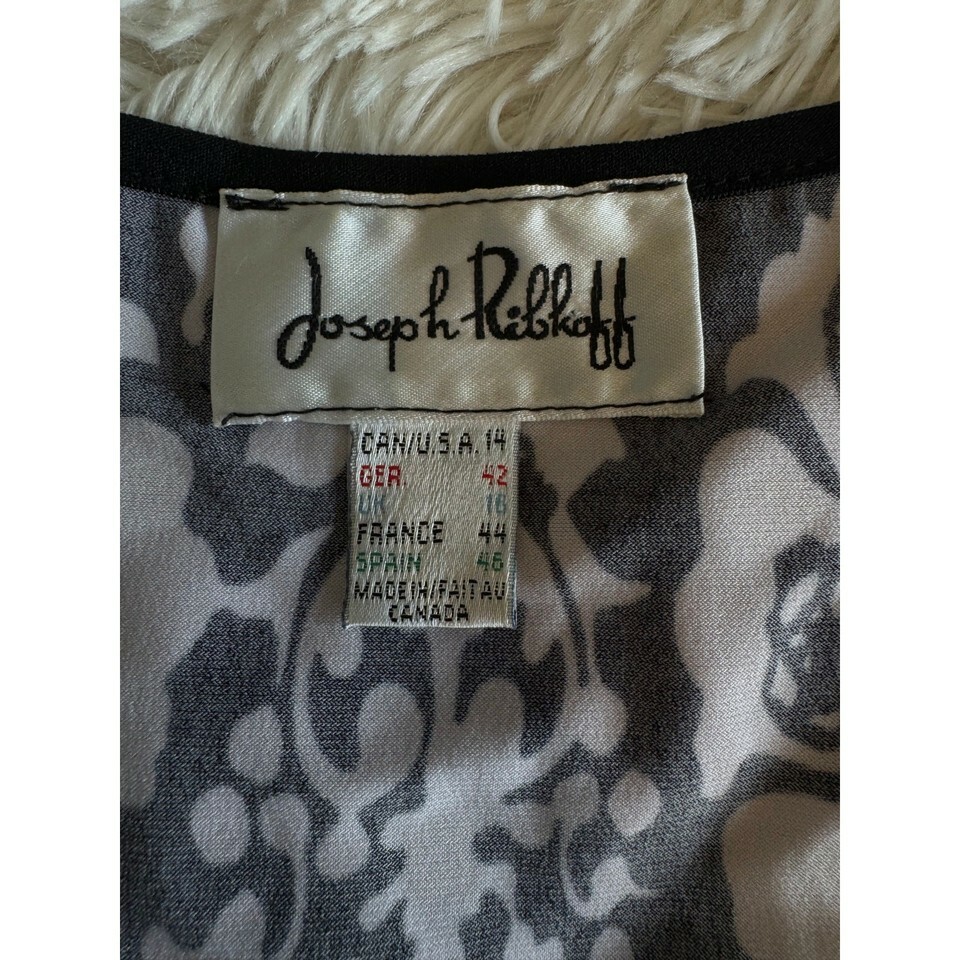 Joseph Ribkoff
CAN/U.S.A. 14
GER. 42
UK 16
FRANCE 44
SPAIN 46
MADE IN/FAIT AU
CANADA